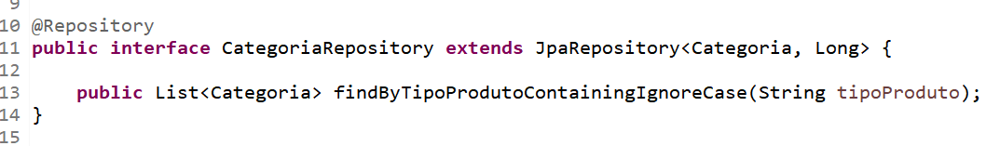 9
10 @Repository
11 public interface CategoriaRepository extends JpaRepository<Categoria, Long> {
12
13     public List<Categoria> findByTipoProdutoContainingIgnoreCase(String tipoProduto);
14 }
15